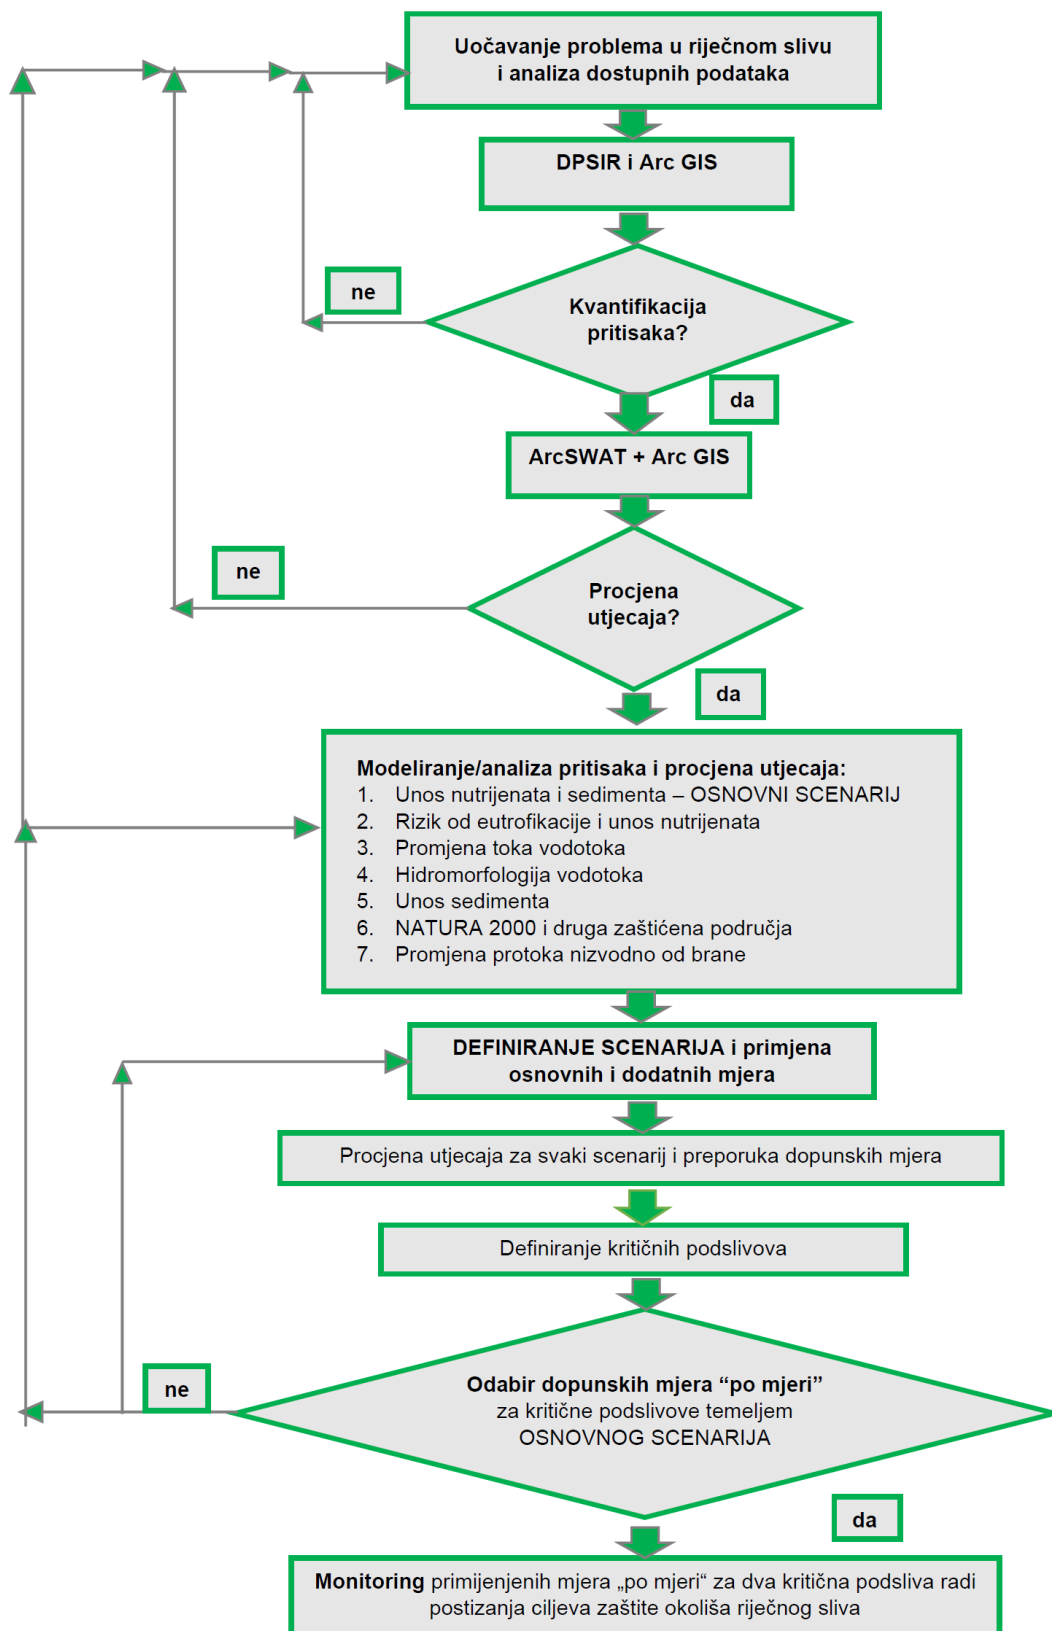 Uočavanje problema u riječnom slivu
i analiza dostupnih podataka
DPSIR i Arc GIS
ne
Kvantifikacija
pritisaka?
da
ArcSWAT + Arc GIS
ne
Procjena
utjecaja?
da
Modeliranje/analiza pritisaka i procjena utjecaja:
1. Unos nutrijenata i sedimenta – OSNOVNI SCENARIJ
2. Rizik od eutrofikacije i unos nutrijenata
3. Promjena toka vodotoka
4. Hidromorfologija vodotoka
5. Unos sedimenta
6. NATURA 2000 i druga zaštićena područja
7. Promjena protoka nizvodno od brane
DEFINIRANJE SCENARIJA i primjena
osnovnih i dodatnih mjera
Procjena utjecaja za svaki scenarij i preporuka dopunskih mjera
Definiranje kritičnih podslivova
ne
Odabir dopunskih mjera “po mjeri”
za kritične podslivove temeljem
OSNOVNOG SCENARIJA
da
Monitoring primijenjenih mjera „po mjeri“ za dva kritična podsliva radi
postizanja ciljeva zaštite okoliša riječnog sliva